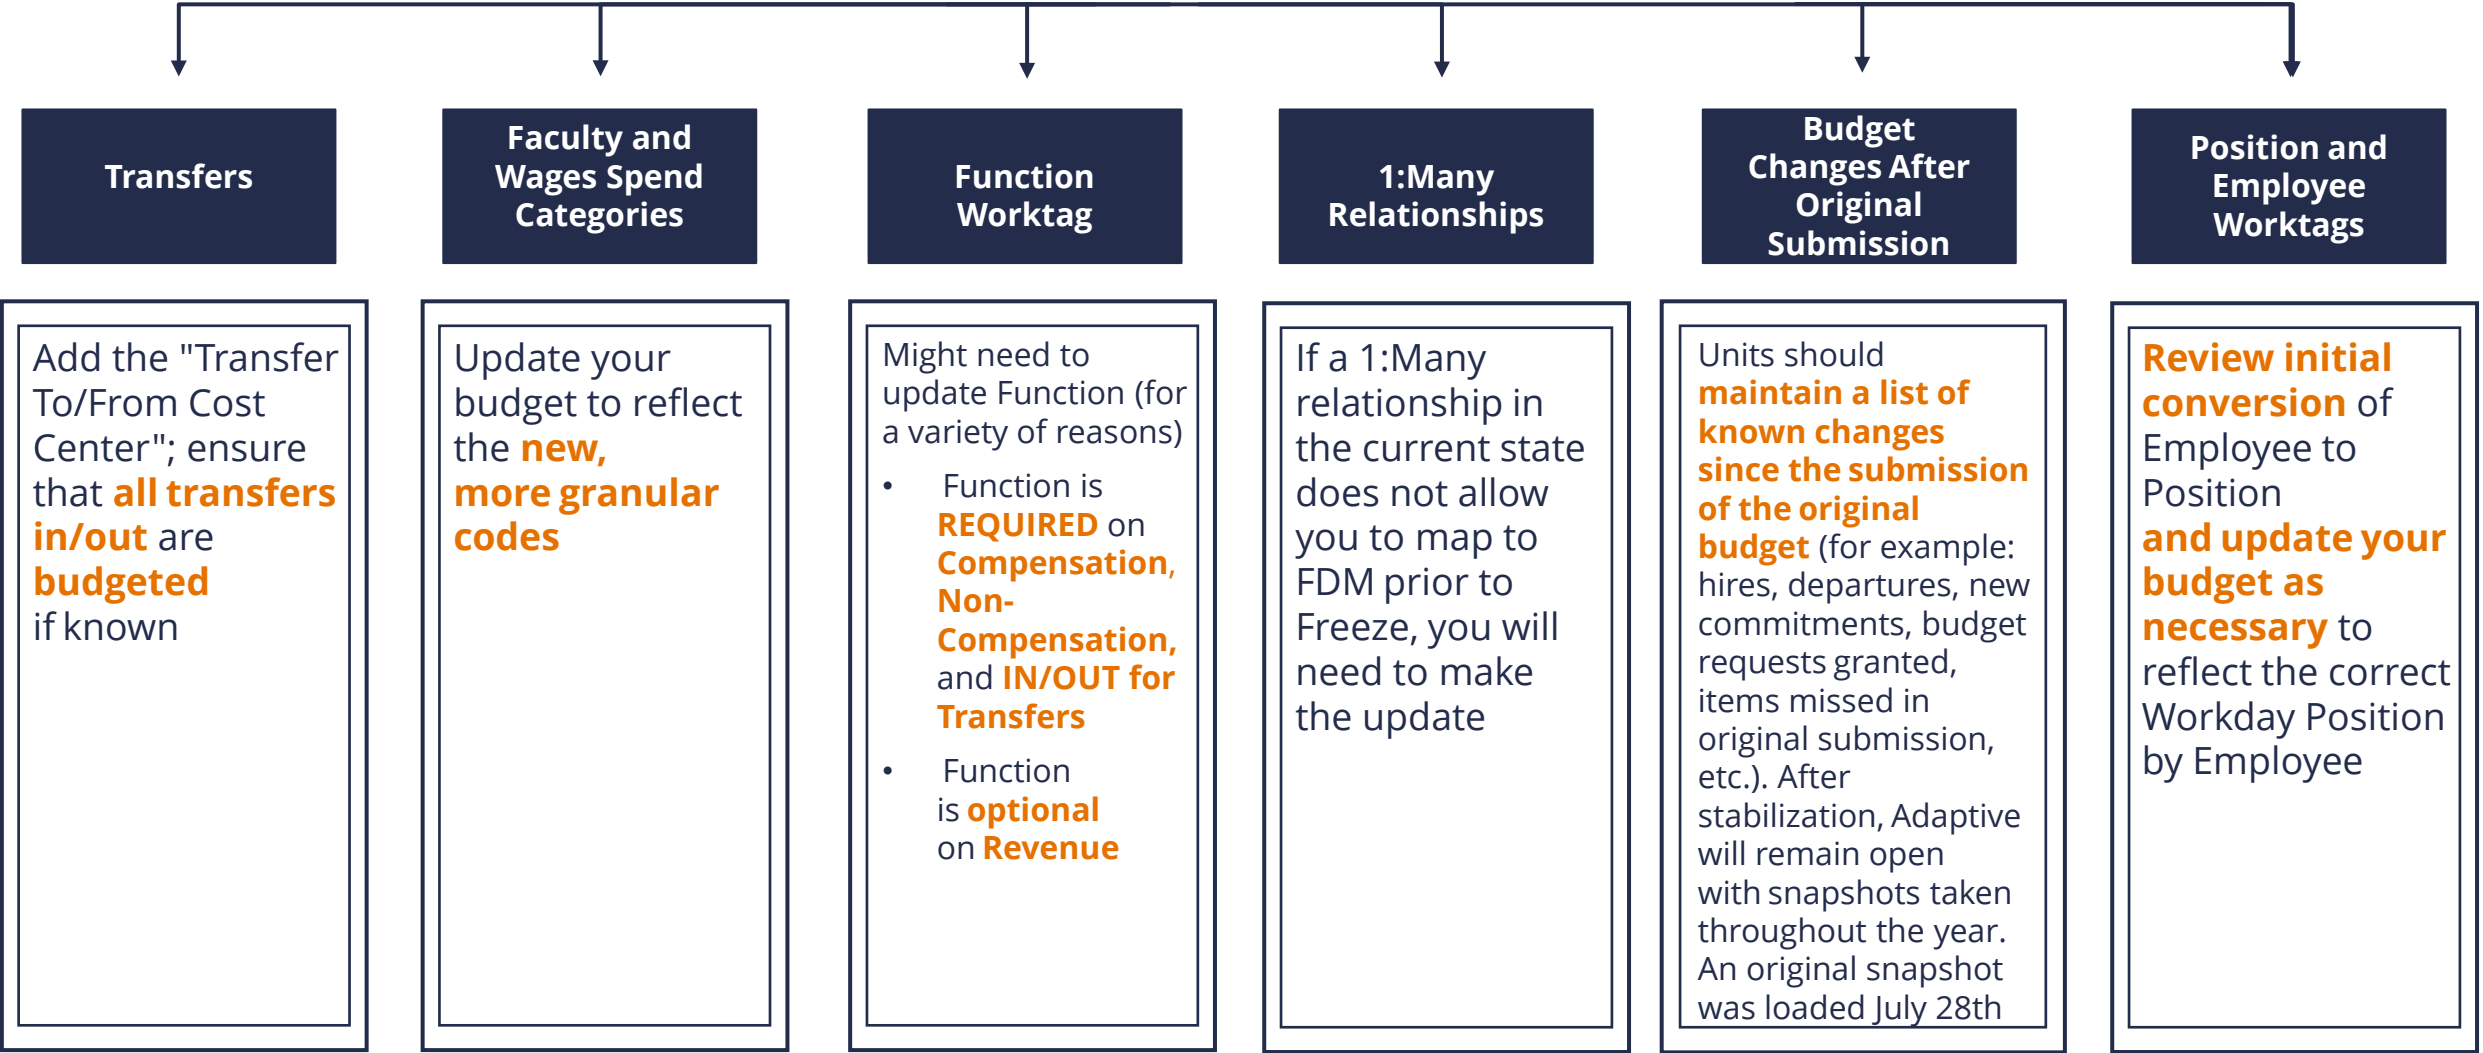 Transfers
Add the "Transfer
To/From Cost
Center"; ensure
that all transfers
in/out are
budgeted
if known
Faculty and
Wages Spend
Categories
Update your
budget to reflect
the new,
more granular
codes
Function
Worktag
Might need to
update Function (for
a variety of reasons)
• Function is
REQUIRED on
Compensation,
Non-
Compensation,
and IN/OUT for
Transfers
• Function
is optional
on Revenue
1:Many
Relationships
If a 1:Many
relationship in
the current state
does not allow
you to map to
FDM prior to
Freeze, you will
need to make
the update
Budget
Changes After
Original
Submission
Units should
maintain a list of
known changes
since the submission
of the original
budget (for example:
hires, departures, new
commitments, budget
requests granted,
items missed in
original submission,
etc.). After
stabilization, Adaptive
will remain open
with snapshots taken
throughout the year.
An original snapshot
was loaded July 28th
Position and
Employee
Worktags
Review initial
conversion of
Employee to
Position
and update your
budget as
necessary to
reflect the correct
Workday Position
by Employee